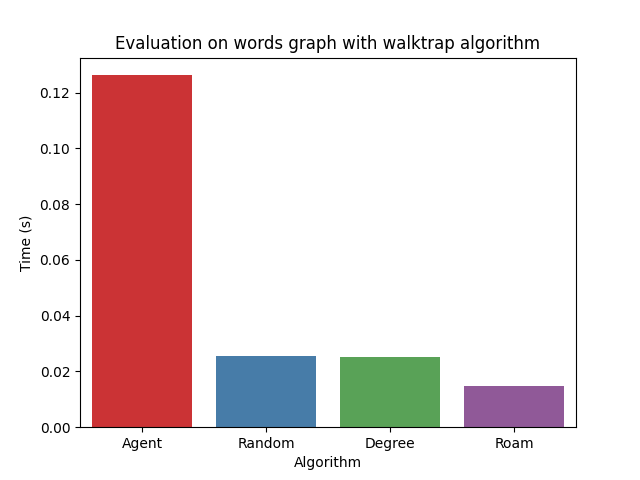 Evaluation on words graph with walktrap algorithm
0.12
0.10
0.08
0.06
0.04
0.02
0.00
Time (s)
Agent Random Degree Roam
Algorithm